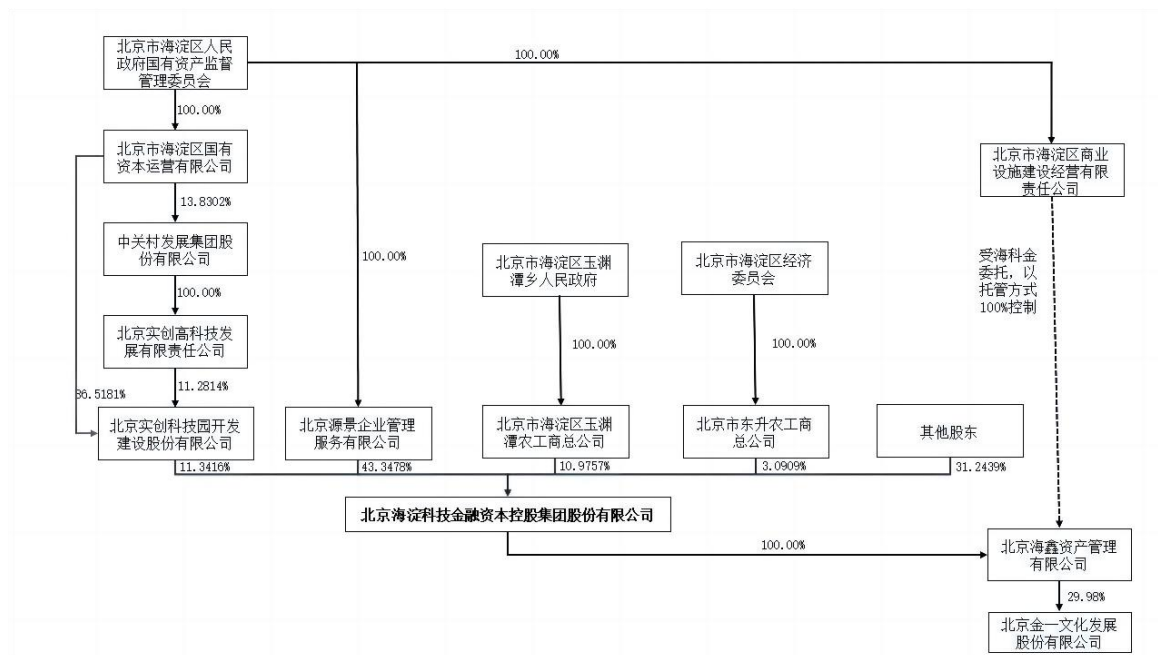 北京市海淀区人民
政府国有资产监督
管理委员会
100.00%
100.00%
北京市海淀区国有
资本运营有限公司
北京市海淀区商业
设施建设经营有限
责任公司
13.8302%
中关村发展集团股
份有限公司
100.00%
北京市海淀区玉渊
潭乡人民政府
北京市海淀区经济
委员会
受海科金
委托，以
托管方式
100%控制
100.00%
北京实创高科技发
展有限责任公司
100.00%
100.00%
11.2814%
86.5181%
北京实创科技园开发
建设股份有限公司
北京源景企业管理
服务有限公司
北京市海淀区玉渊
潭农工商总公司
北京市东升农工商
总公司
其他股东
11.3416%
43.3478%
10.9757%
3.0909%
31.2439%
北京海淀科技金融资本控股集团股份有限公司
100.00%
北京海鑫资产管理
有限公司
29.98%
北京金一文化发展
股份有限公司